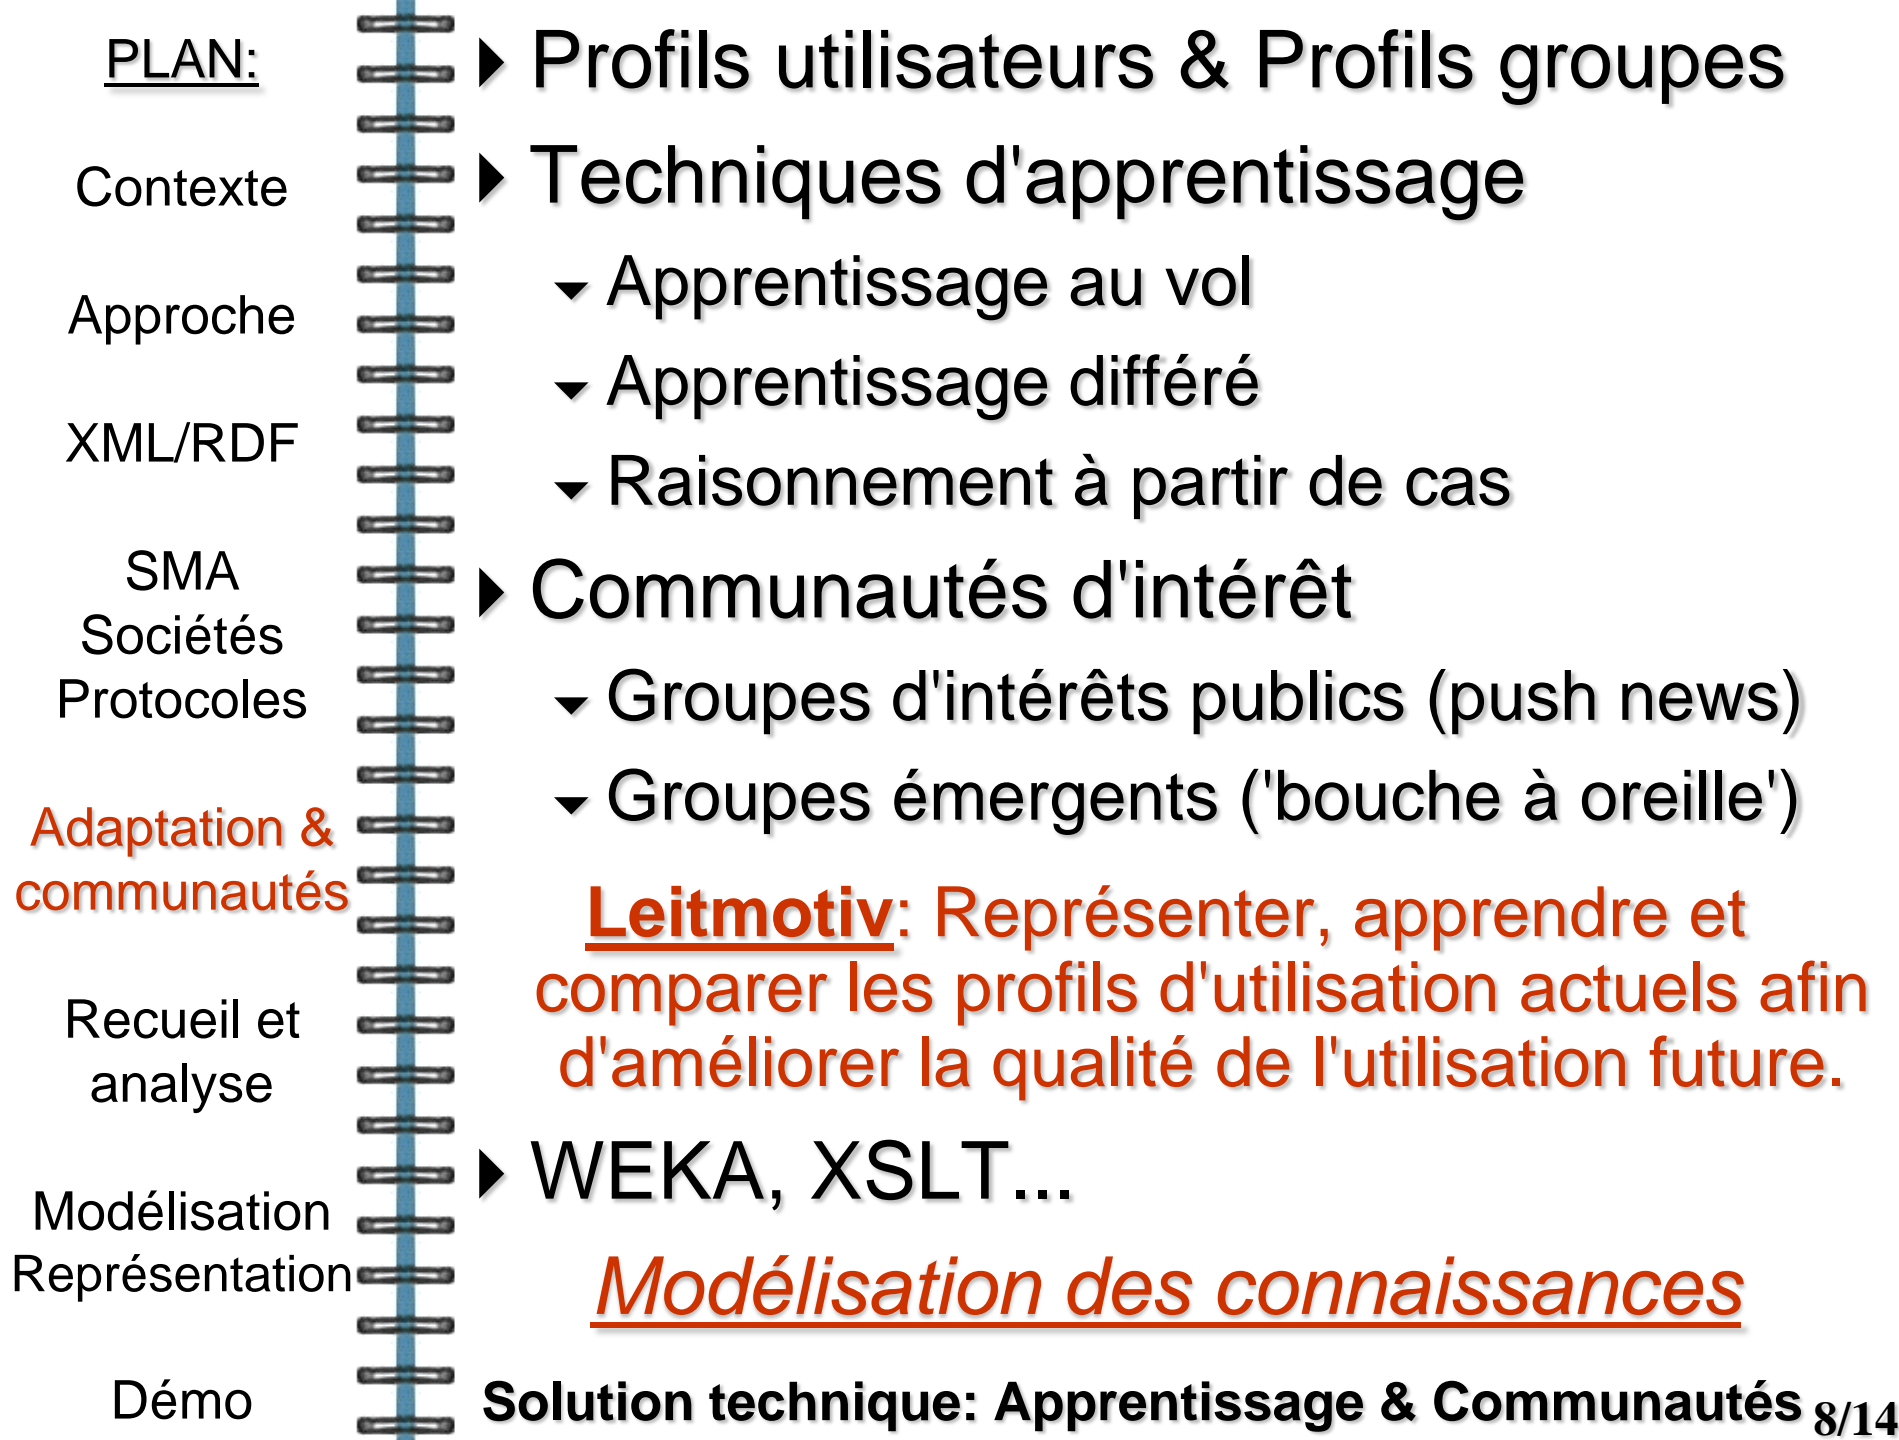 PLAN:
Contexte
Approche
XML/RDF
SMA
Sociétés
Protocoles
Adaptation &
communautés
Recueil et
analyse
Modélisation
Représentation
Démo
Profils utilisateurs & Profils groupes
Techniques d'apprentissage
Apprentissage au vol
Apprentissage différé
Raisonnement à partir de cas
Communautés d'intérêt
Groupes d'intérêts publics (push news)
Groupes émergents ('bouche à oreille')
Leitmotiv: Représenter, apprendre et
comparer les profils d'utilisation actuels afin
d'améliorer la qualité de l'utilisation future.
WEKA, XSLT...
Modélisation des connaissances
Solution technique: Apprentissage & Communautés
8/14